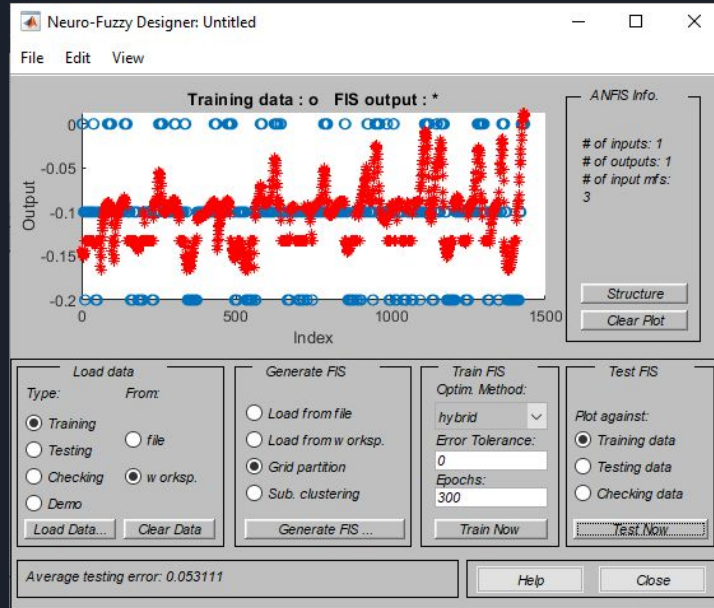 Neuro-Fuzzy Designer: Untitled
File Edit View
Training data : o FIS output : *
0
-0.05
-0.1
-0.15
-0.2
Output
0 500 1000 1500
Index
ANFIS Info.
# of inputs: 1
# of outputs: 1
# of input mfs:
3
Structure
Clear Plot
Load data
Type: From:
Training
Testing
Checking
Demo
file
worksp.
Load Data... Clear Data
Generate FIS
Load from file
Load from worksp.
Grid partition
Sub. clustering
Generate FIS ...
Train FIS
Optim. Method:
hybrid
Error Tolerance:
0
Epochs:
300
Train Now
Test FIS
Plot against:
Training data
Testing data
Checking data
Test Now
Average testing error: 0.053111
Help Close